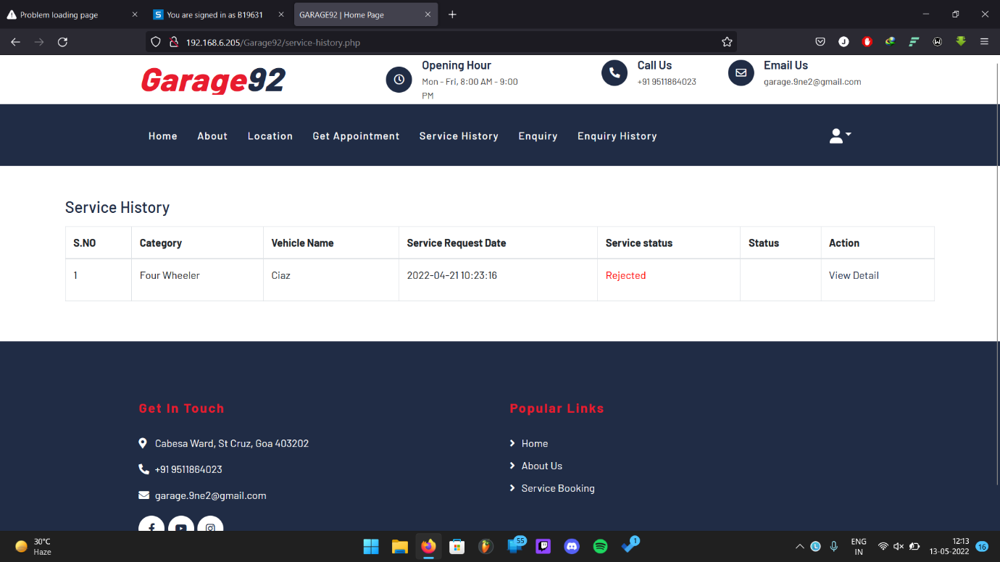 Problem loading page
S You are signed in as B19631
GARAGE92 | Home Page
192.168.6.205/Garage92/service-history.php
J
Garage92
Opening Hour
Mon - Fri, 8:00 AM - 9:00
PM
Call Us
+91 9511864023
Email Us
garage.9ne2@gmail.com
Home About Location Get Appointment Service History Enquiry Enquiry History
Service History
S.NO Category Vehicle Name Service Request Date Service status Status Action
1 Four Wheeler Ciaz 2022-04-21 10:23:16 Rejected View Detail
Get In Touch
Cabesa Ward, St Cruz, Goa 403202
+91 9511864023
garage.9ne2@gmail.com
Popular Links
Home
About Us
Service Booking
30°C
Haze
55
1
L
ENG
IN
12:13
13-05-2022
16